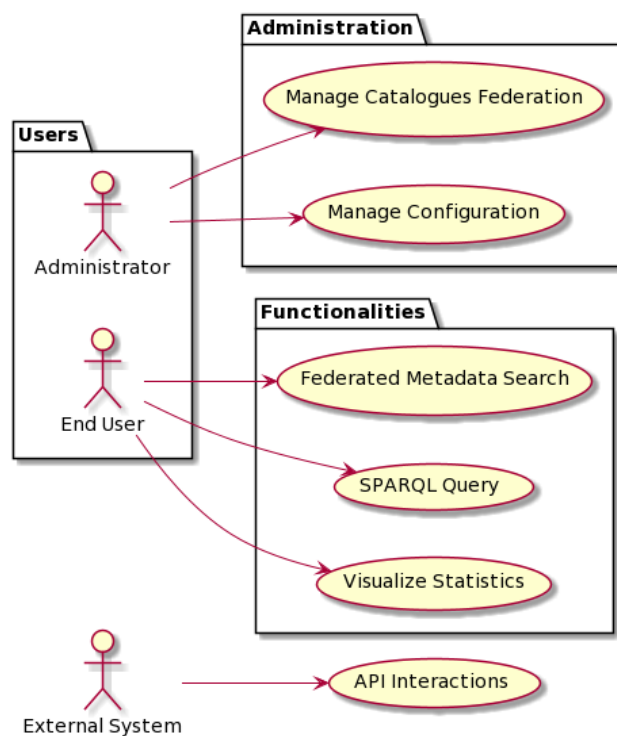 Administration
Manage Catalogues Federation
Users
Manage Configuration
Administrator
Functionalities
Federated Metadata Search
End User
SPARQL Query
Visualize Statistics
API Interactions
External System